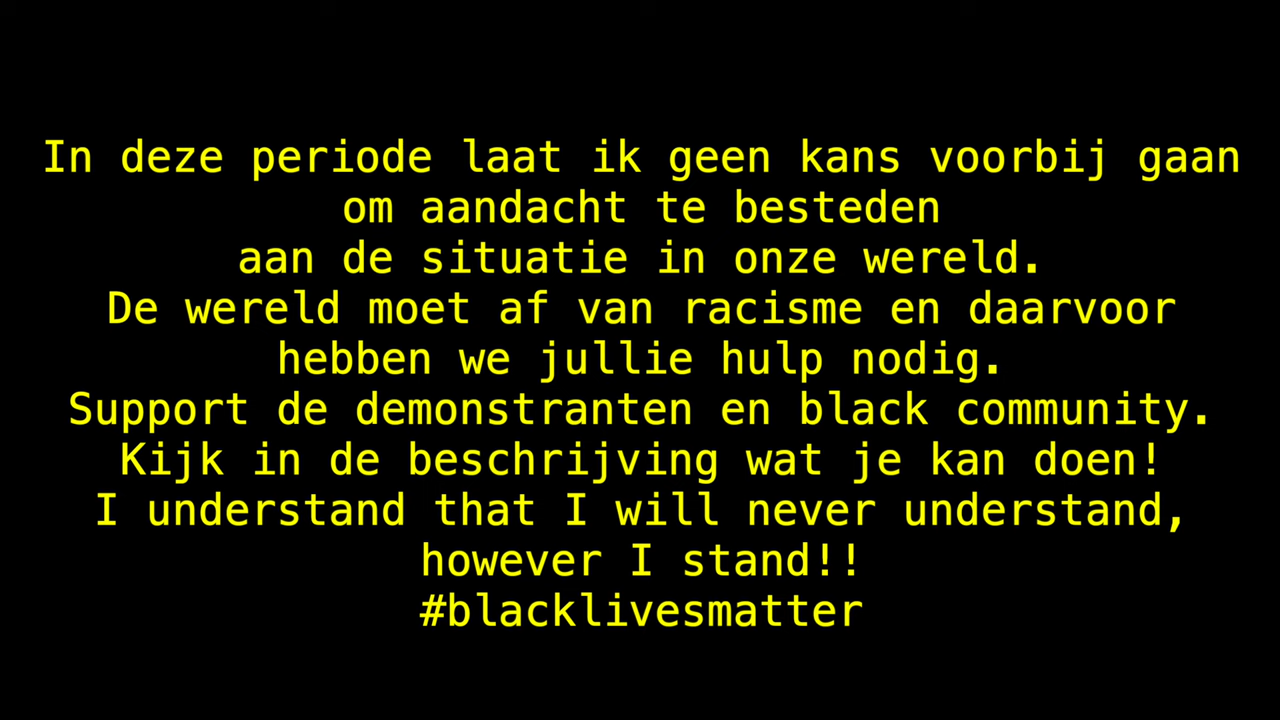 In deze periode laat ik geen kans voorbij gaan
om aandacht te besteden
aan de situatie in onze wereld.
De wereld moet af van racisme en daarvoor
hebben we jullie hulp nodig.
Support de demonstranten en black community.
Kijk in de beschrijving wat je kan doen!
I understand that I will never understand,
however I stand!!
#blacklivesmatter